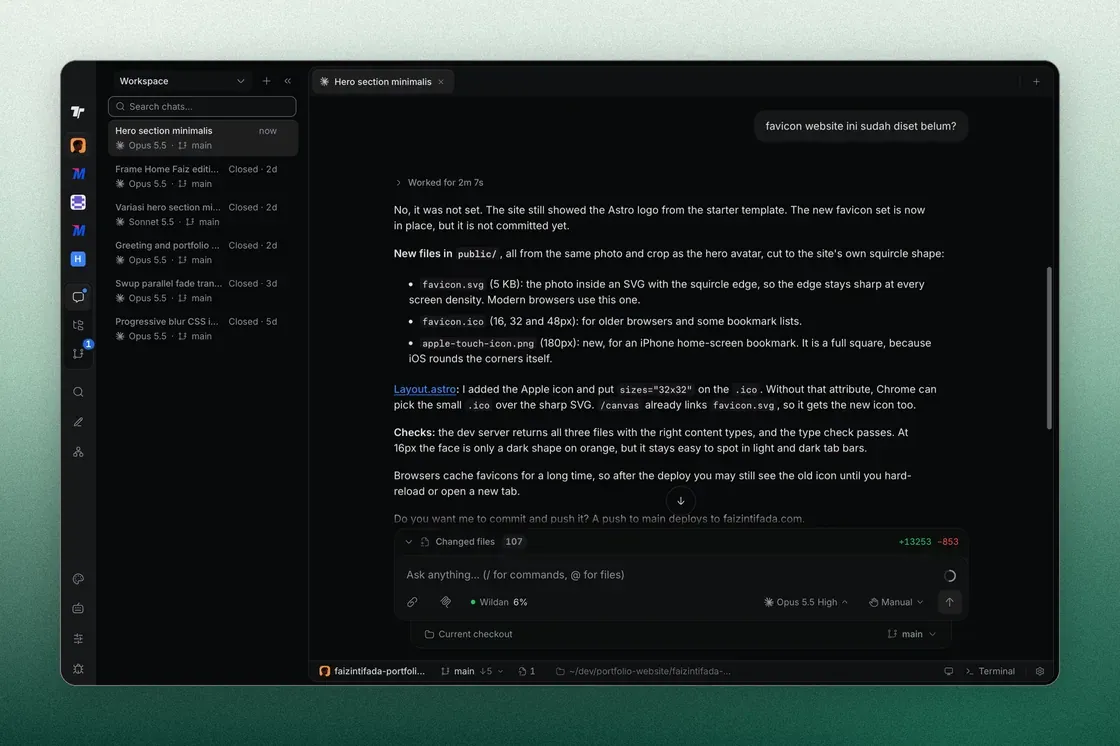 Workspace
Search chats...
Hero section minimalis now
Opus 5.5 · main
Frame Home Faiz editi... Closed · 2d
Opus 5.5 · main
Variasi hero section mi... Closed · 2d
Sonnet 5.5 · main
Greeting and portfolio ... Closed · 2d
Opus 5.5 · main
Swup parallel fade tran... Closed · 3d
Opus 5.5 · main
Progressive blur CSS i... Closed · 5d
Opus 5.5 · main
H
1
Hero section minimalis
favicon website ini sudah diset belum?
Worked for 2m 7s
No, it was not set. The site still showed the Astro logo from the starter template. The new favicon set is now
in place, but it is not committed yet.
New files in public/, all from the same photo and crop as the hero avatar, cut to the site's own squircle shape:
• favicon.svg (5 KB): the photo inside an SVG with the squircle edge, so the edge stays sharp at every
screen density. Modern browsers use this one.
• favicon.ico (16, 32 and 48px): for older browsers and some bookmark lists.
• apple-touch-icon.png (180px): new, for an iPhone home-screen bookmark. It is a full square, because
iOS rounds the corners itself.
Layout.astro: I added the Apple icon and put sizes="32x32" on the .ico. Without that attribute, Chrome can
pick the small .ico over the sharp SVG. /canvas already links favicon.svg, so it gets the new icon too.
Checks: the dev server returns all three files with the right content types, and the type check passes. At
16px the face is only a dark shape on orange, but it stays easy to spot in light and dark tab bars.
Browsers cache favicons for a long time, so after the deploy you may still see the old icon until you hard-
reload or open a new tab.
Do you want me to commit and push it? A push to main deploys to faizintifada.com.
Changed files 107 +13253 -853
Ask anything... (/ for commands, @ for files)
Wildan 6% Opus 5.5 High Manual
Current checkout main
faizintifada-portfoli... main ↓5 1 ~/dev/portfolio-website/faizintifada-... Terminal